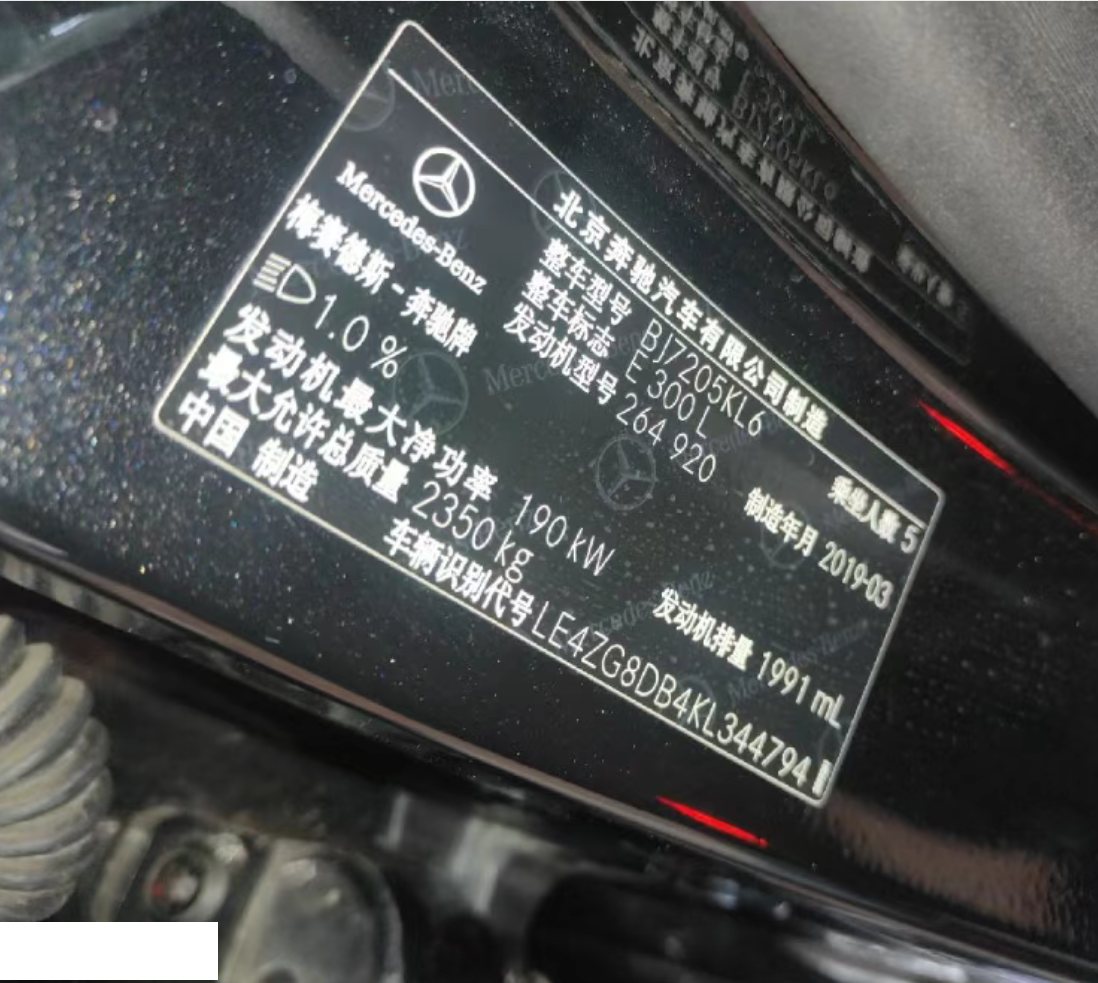 北京奔驰汽车有限公司制造
Mercedes-Benz
梅赛德斯-奔驰牌
整车型号 BJ7205KL6
乘坐人数 5
整车标志 E 300 L
发动机型号 264 920
制造年月 2019-03
1.0 %
发动机最大净功率 190 kW
发动机排量 1991 mL
最大允许总质量 2350 kg
中国 制造
车辆识别代号 LE4ZG8DB4KL344794